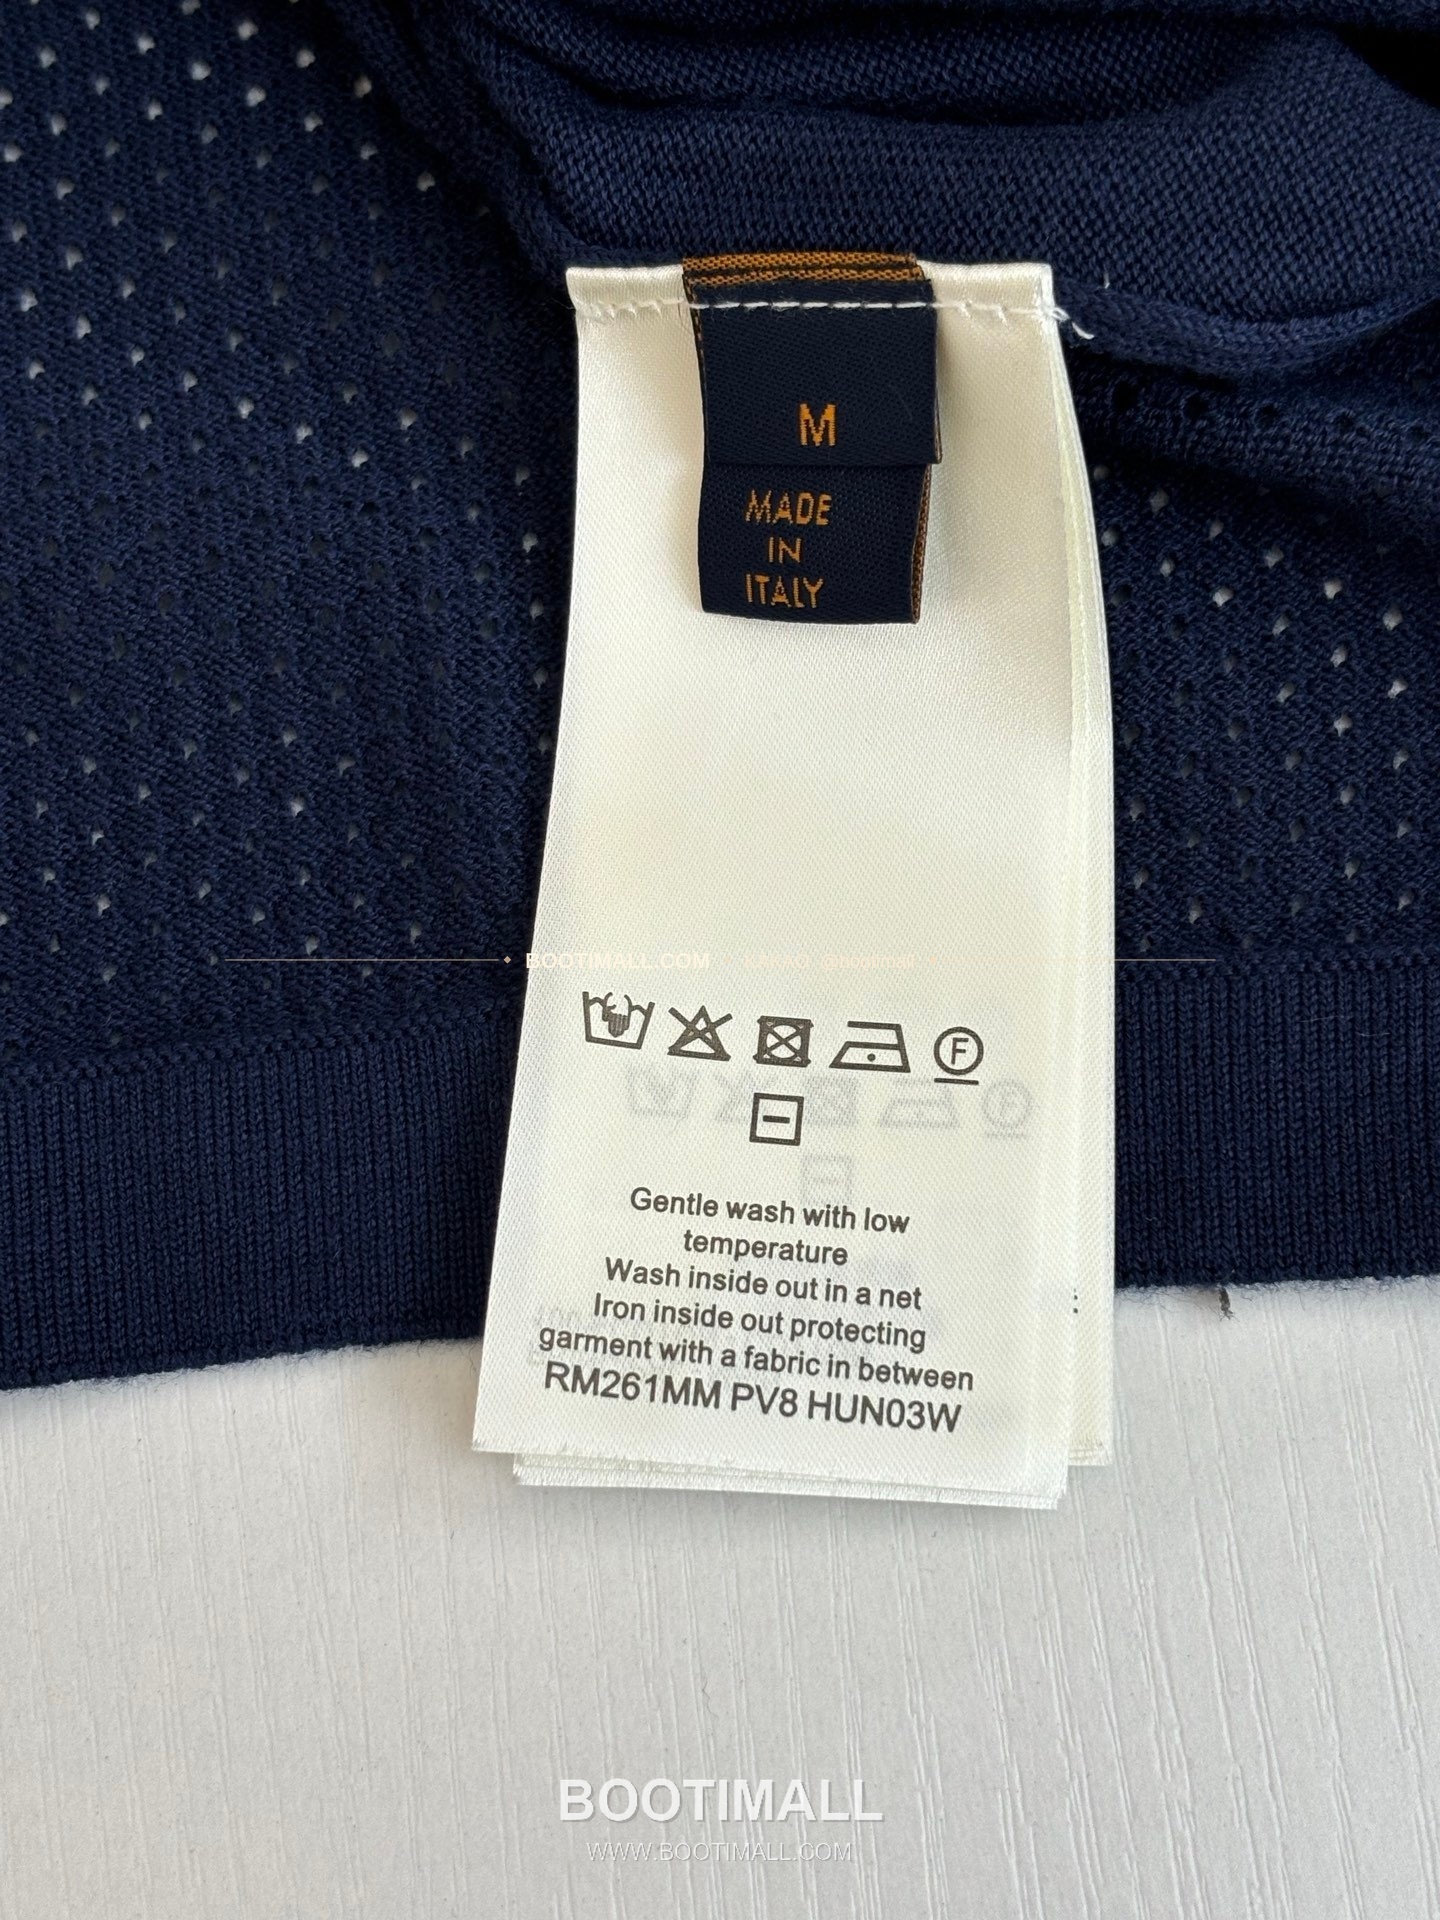 M
MADE
IN
ITALY
BOOTIMALL.COM
F
Gentle wash with low
temperature
Wash inside out in a net
Iron inside out protecting
garment with a fabric in between
RM261MM PV8 HUN03W
BOOTIMALL
WWW.BOOTIMALL.COM